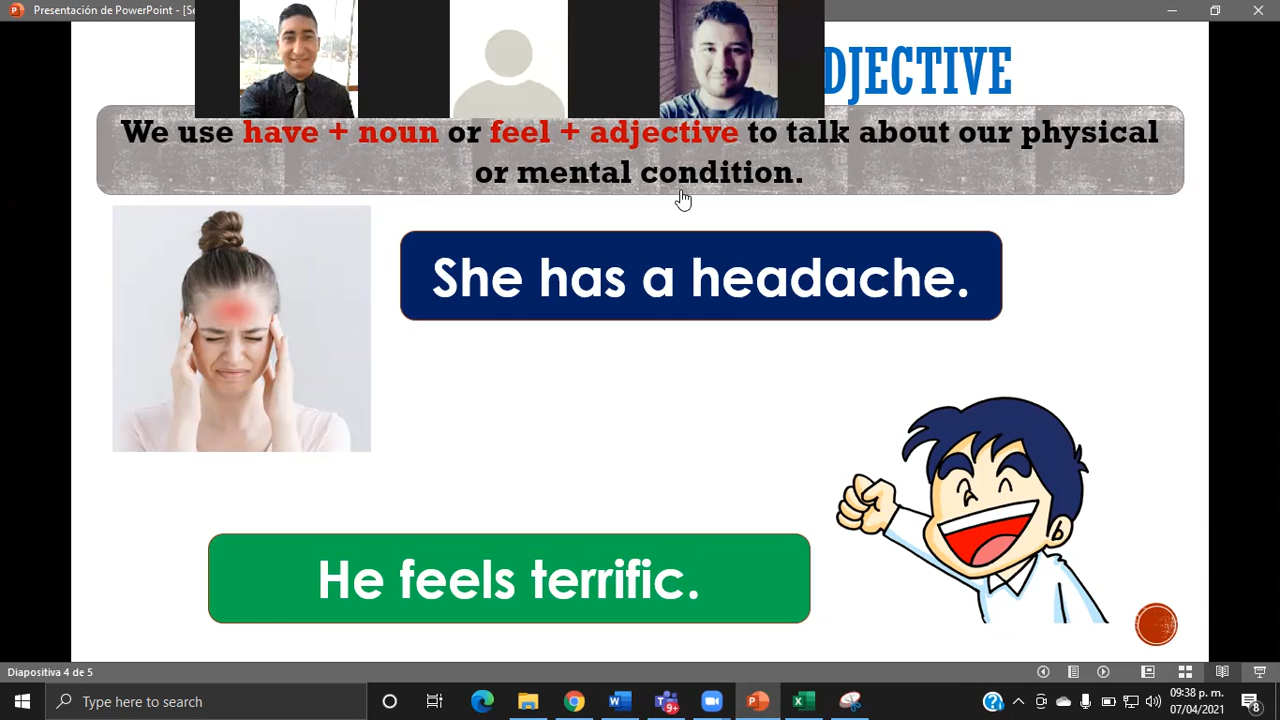 Presentación de PowerPoint - [Se
DJECTIVE
We use have + noun or feel + adjective to talk about our physical
or mental condition.
She has a headache.
He feels terrific.
Diapositiva 4 de 5
Type here to search
9+
09:38 p. m.
07/04/2021
8